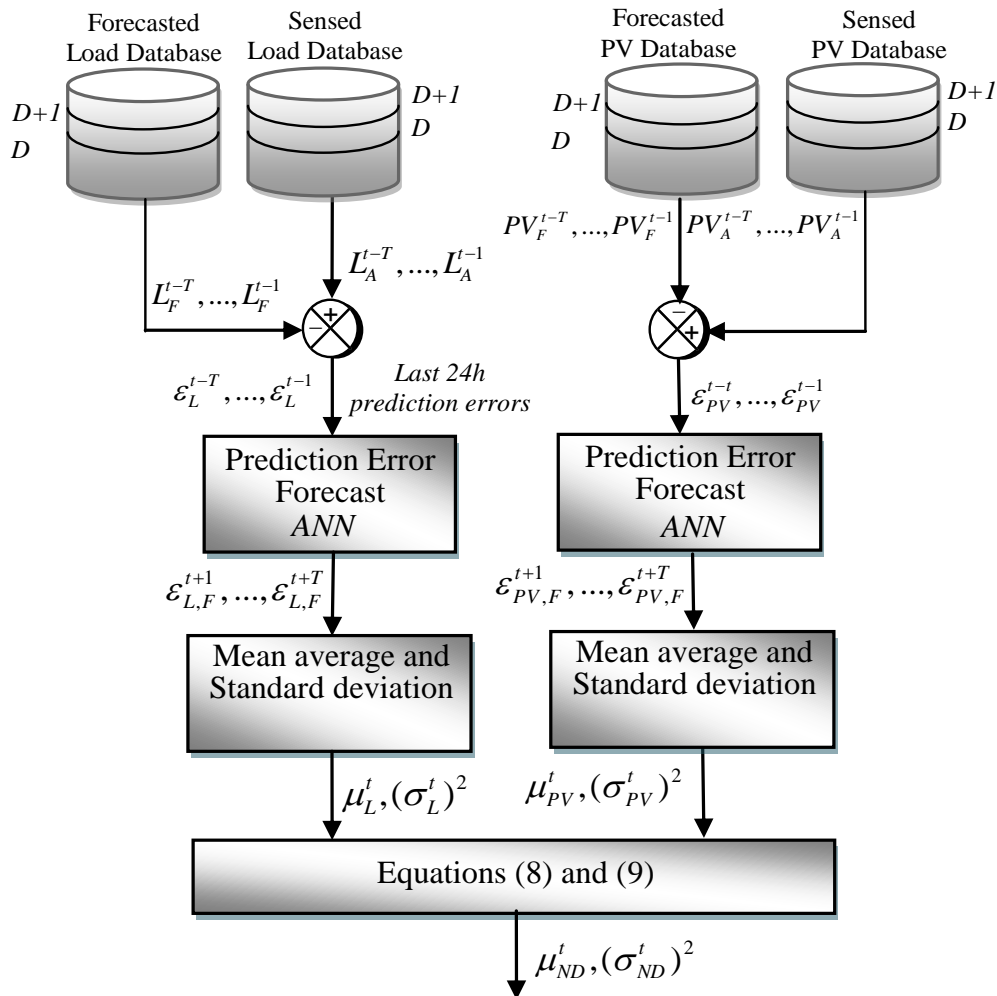 Forecasted
Load Database
Sensed
Load Database
Forecasted
PV Database
Sensed
PV Database
D+1
D
D+1
D
D+1
D
D+1
D
L_F^{t-T},...,L_F^{t-1}
L_A^{t-T},...,L_A^{t-1}
PV_F^{t-T},...,PV_F^{t-1}
PV_A^{t-T},...,PV_A^{t-1}
+
−
−
+
ε_L^{t-T},...,ε_L^{t-1}
Last 24h
prediction errors
ε_{PV}^{t-t},...,ε_{PV}^{t-1}
Prediction Error
Forecast
ANN
Prediction Error
Forecast
ANN
ε_{L,F}^{t+1},...,ε_{L,F}^{t+T}
ε_{PV,F}^{t+1},...,ε_{PV,F}^{t+T}
Mean average and
Standard deviation
Mean average and
Standard deviation
μ_L^t,(σ_L^t)^2
μ_{PV}^t,(σ_{PV}^t)^2
Equations (8) and (9)
μ_{ND}^t,(σ_{ND}^t)^2